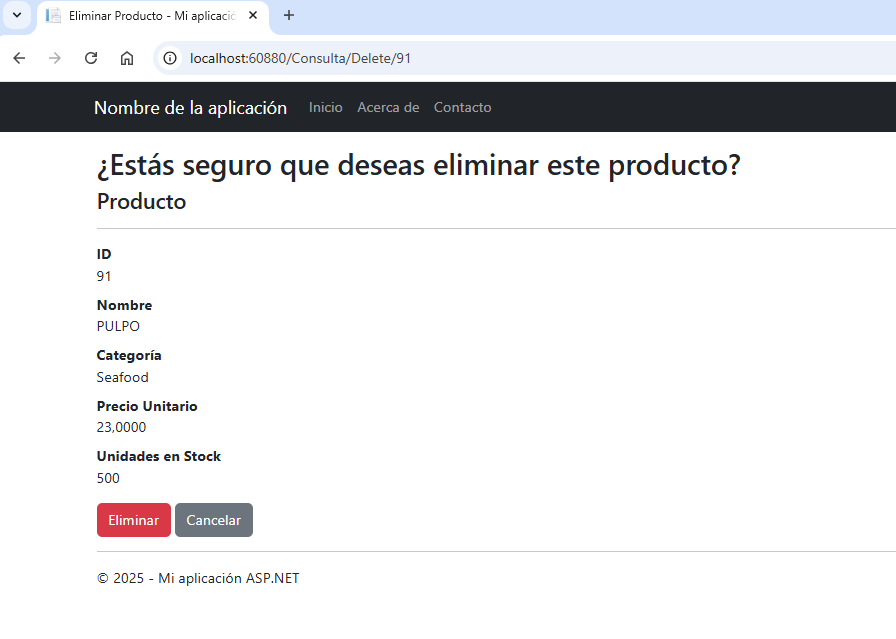 Eliminar Producto - Mi aplicació
localhost:60880/Consulta/Delete/91
Nombre de la aplicación Inicio Acerca de Contacto
¿Estás seguro que deseas eliminar este producto?
Producto
ID
91
Nombre
PULPO
Categoría
Seafood
Precio Unitario
23,0000
Unidades en Stock
500
Eliminar Cancelar
© 2025 - Mi aplicación ASP.NET